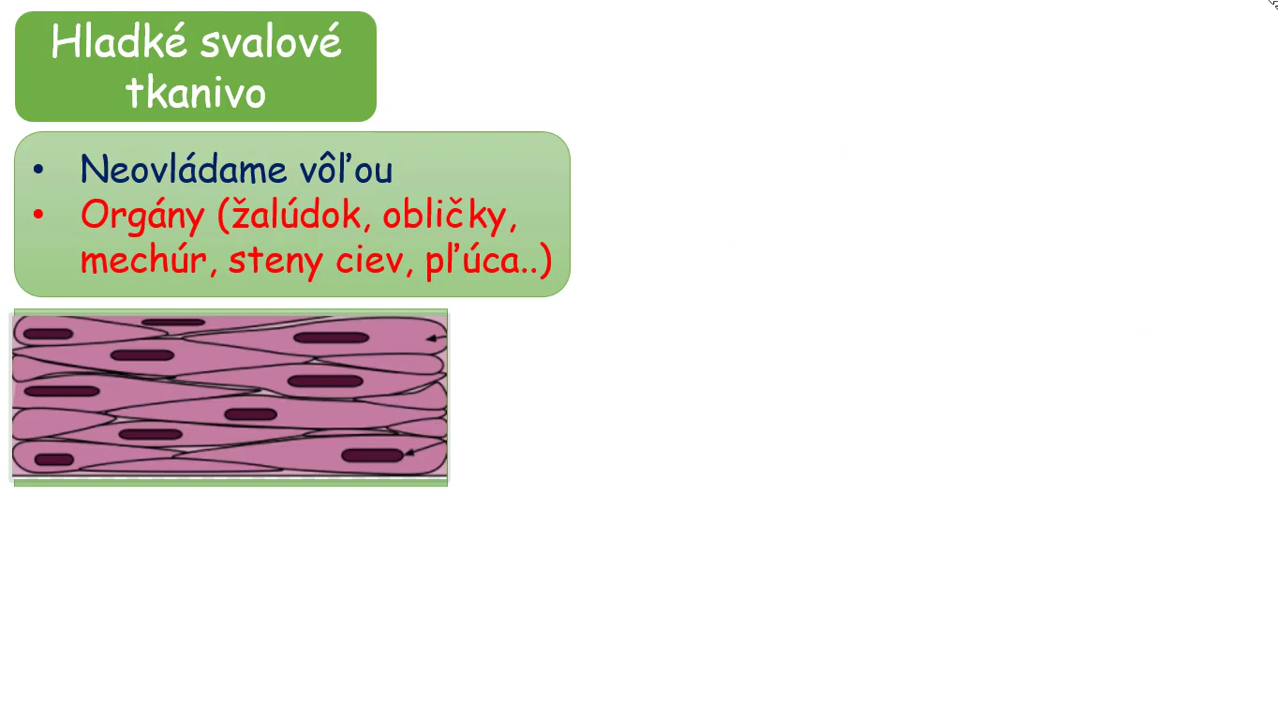 Hladké svalové
tkanivo
• Neovládame vôľou
• Orgány (žalúdok, obličky,
mechúr, steny ciev, pľúca..)